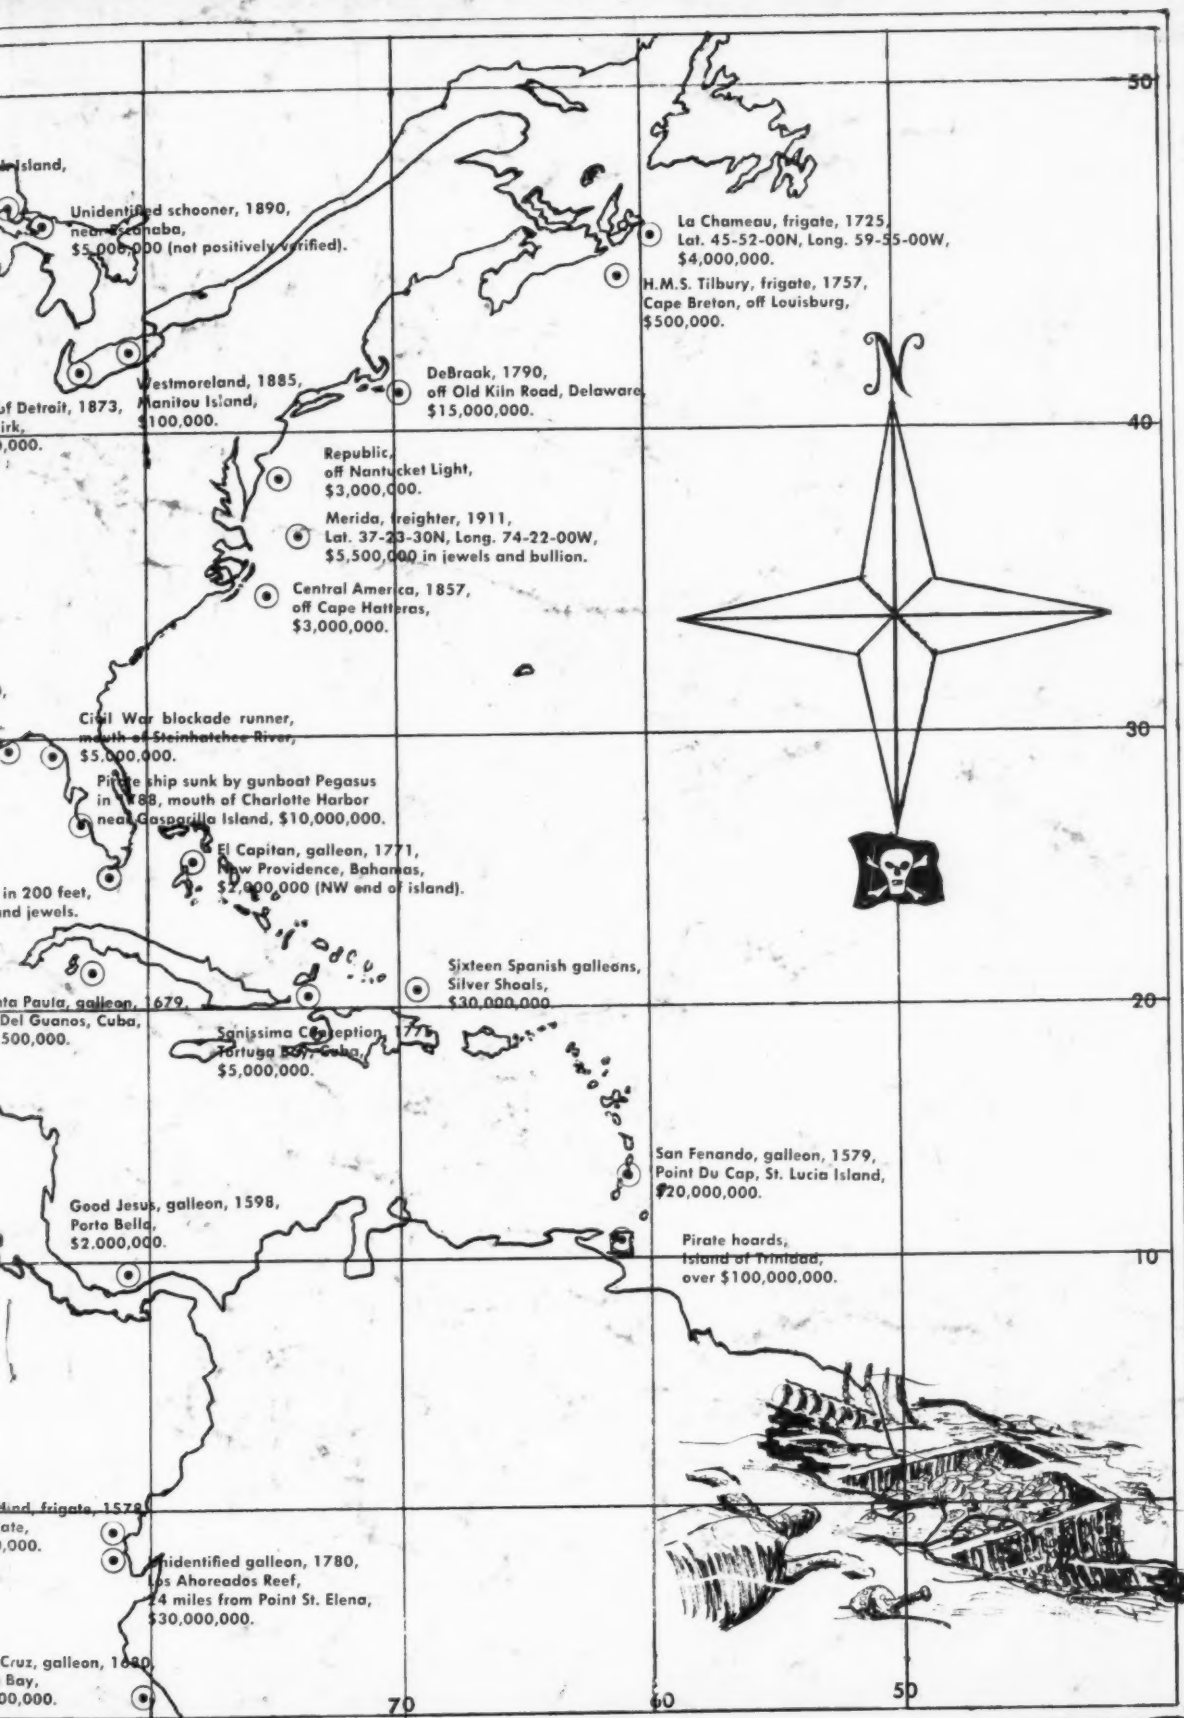 Island,
Unidentified schooner, 1890,
near Escanaba,
$5,000,000 (not positively verified).
La Chameau, frigate, 1725,
Lat. 45-52-00N, Long. 59-55-00W,
$4,000,000.
H.M.S. Tilbury, frigate, 1757,
Cape Breton, off Louisburg,
$500,000.
50
N
of Detroit, 1873,
irk,
,000.
Westmoreland, 1885,
Manitou Island,
$100,000.
DeBraak, 1790,
off Old Kiln Road, Delaware,
$15,000,000.
40
Republic,
off Nantucket Light,
$3,000,000.
Merida, freighter, 1911,
Lat. 37-23-30N, Long. 74-22-00W,
$5,500,000 in jewels and bullion.
Central America, 1857,
off Cape Hatteras,
$3,000,000.
Civil War blockade runner,
mouth of Steinhatchee River,
$5,000,000.
30
Pirate ship sunk by gunboat Pegasus
in 1788, mouth of Charlotte Harbor
near Gasparilla Island, $10,000,000.
El Capitan, galleon, 1771,
New Providence, Bahamas,
$2,000,000 (NW end of island).
in 200 feet,
and jewels.
Sixteen Spanish galleons,
Silver Shoals,
$30,000,000
20
nta Paula, galleon, 1679,
Del Guanos, Cuba,
500,000.
Sanissima Conception, 177
Tortuga Bay, Cuba,
$5,000,000.
San Fenando, galleon, 1579,
Point Du Cap, St. Lucia Island,
$20,000,000.
Good Jesus, galleon, 1598,
Porto Bello,
$2.000,000.
Pirate hoards,
Island of Trinidad,
over $100,000,000.
10
Hind, frigate, 1578
ate,
,000.
Unidentified galleon, 1780,
Los Ahoreados Reef,
24 miles from Point St. Elena,
$30,000,000.
Cruz, galleon, 1680,
Bay,
00,000.
70
60
50